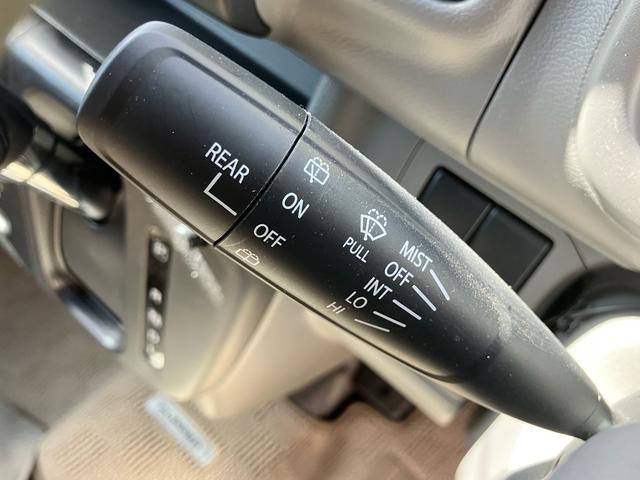 REAR
ON
OFF
PULL
MIST
OFF
INT
LO
HI